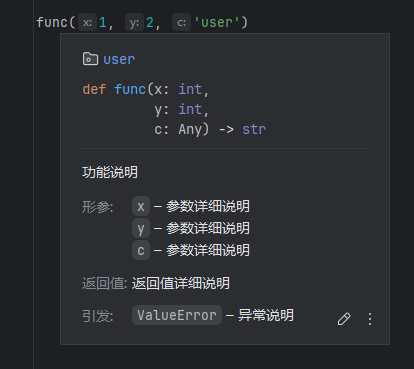 func( x: 1, y: 2, c: 'user')
user
def func(x: int,
y: int,
c: Any) -> str
功能说明
形参: x – 参数详细说明
y – 参数详细说明
c – 参数详细说明
返回值: 返回值详细说明
引发: ValueError – 异常说明